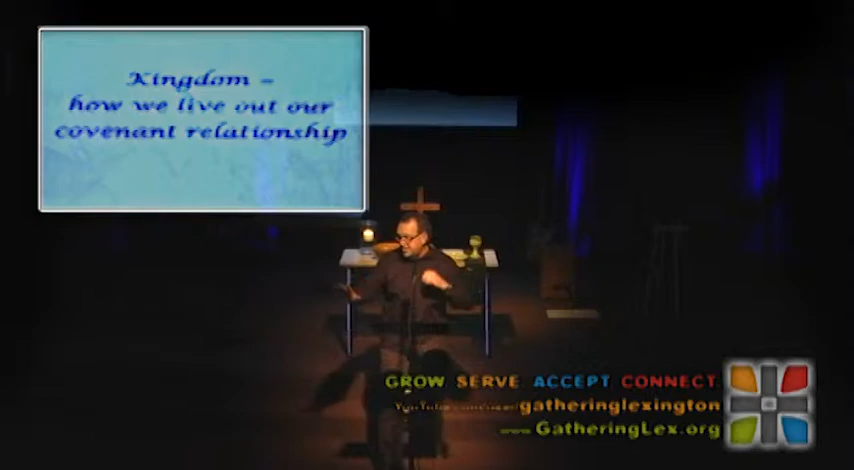 Kingdom –
how we live out our
covenant relationship
GROW SERVE ACCEPT CONNECT
gatheringlexington
www. GatheringLex.org